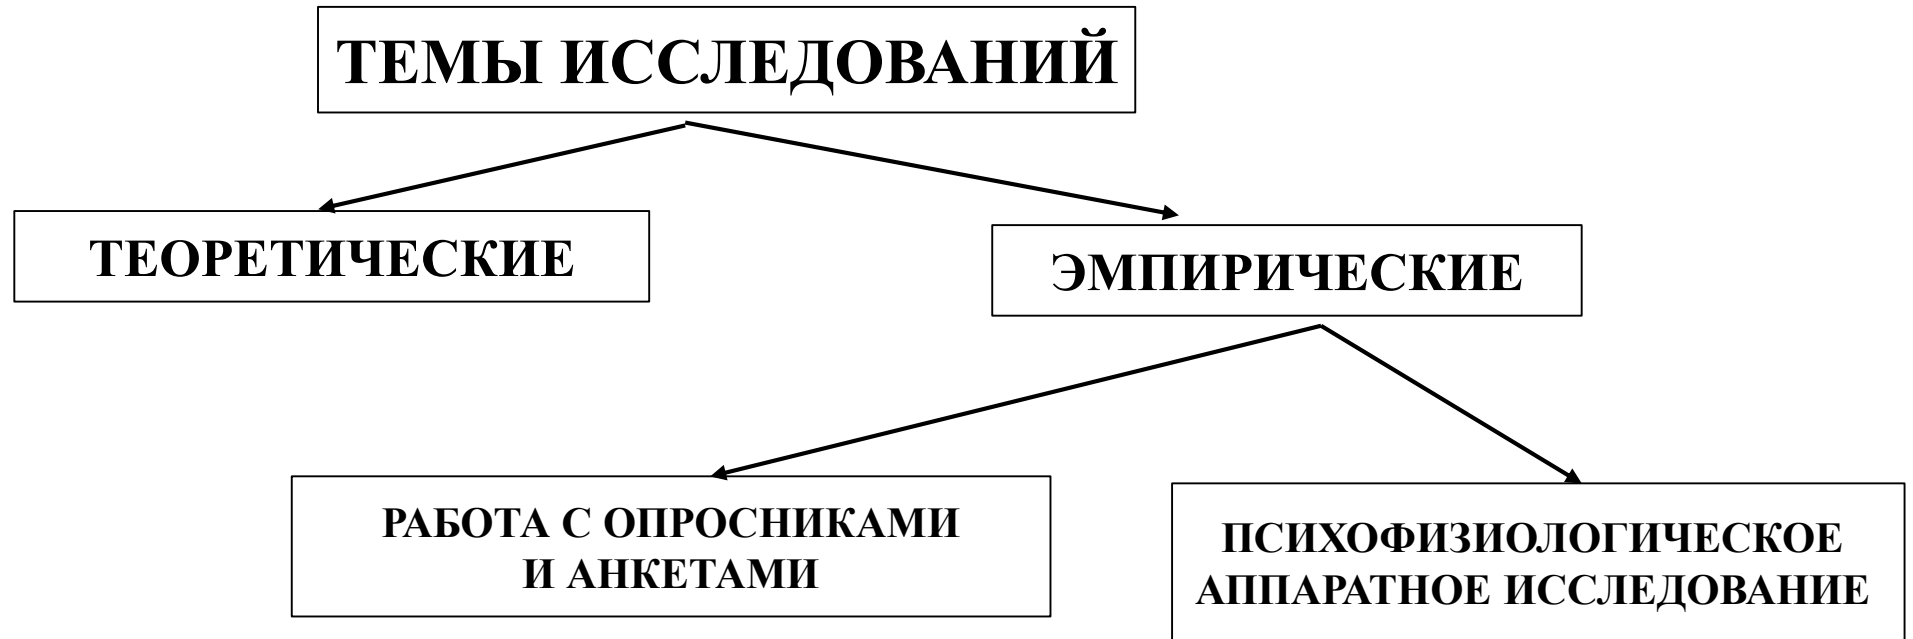 ТЕМЫ ИССЛЕДОВАНИЙ
ТЕОРЕТИЧЕСКИЕ
ЭМПИРИЧЕСКИЕ
РАБОТА С ОПРОСНИКАМИ
И АНКЕТАМИ
ПСИХОФИЗИОЛОГИЧЕСКОЕ
АППАРАТНОЕ ИССЛЕДОВАНИЕ